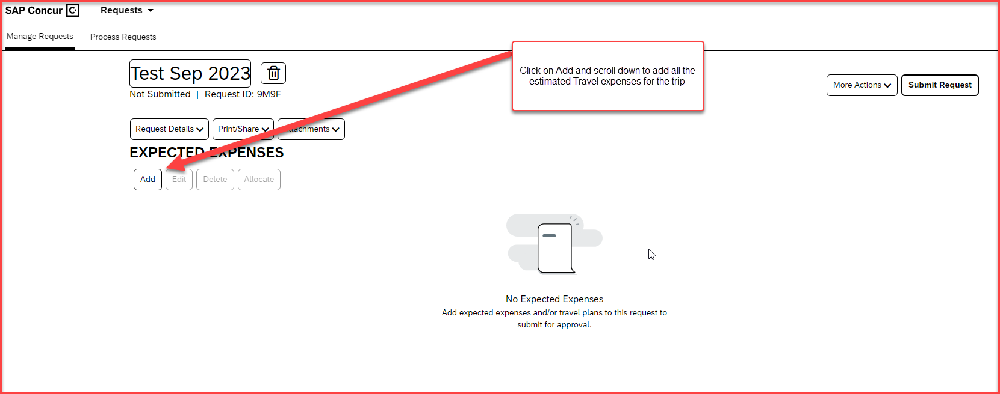 SAP Concur C Requests
Manage Requests Process Requests
Click on Add and scroll down to add all the
estimated Travel expenses for the trip
Test Sep 2023
Not Submitted | Request ID: 9M9F
More Actions Submit Request
Request Details Print/Share ttachments
EXPECTED EXPENSES
Add Edit Delete Allocate
No Expected Expenses
Add expected expenses and/or travel plans to this request to
submit for approval.